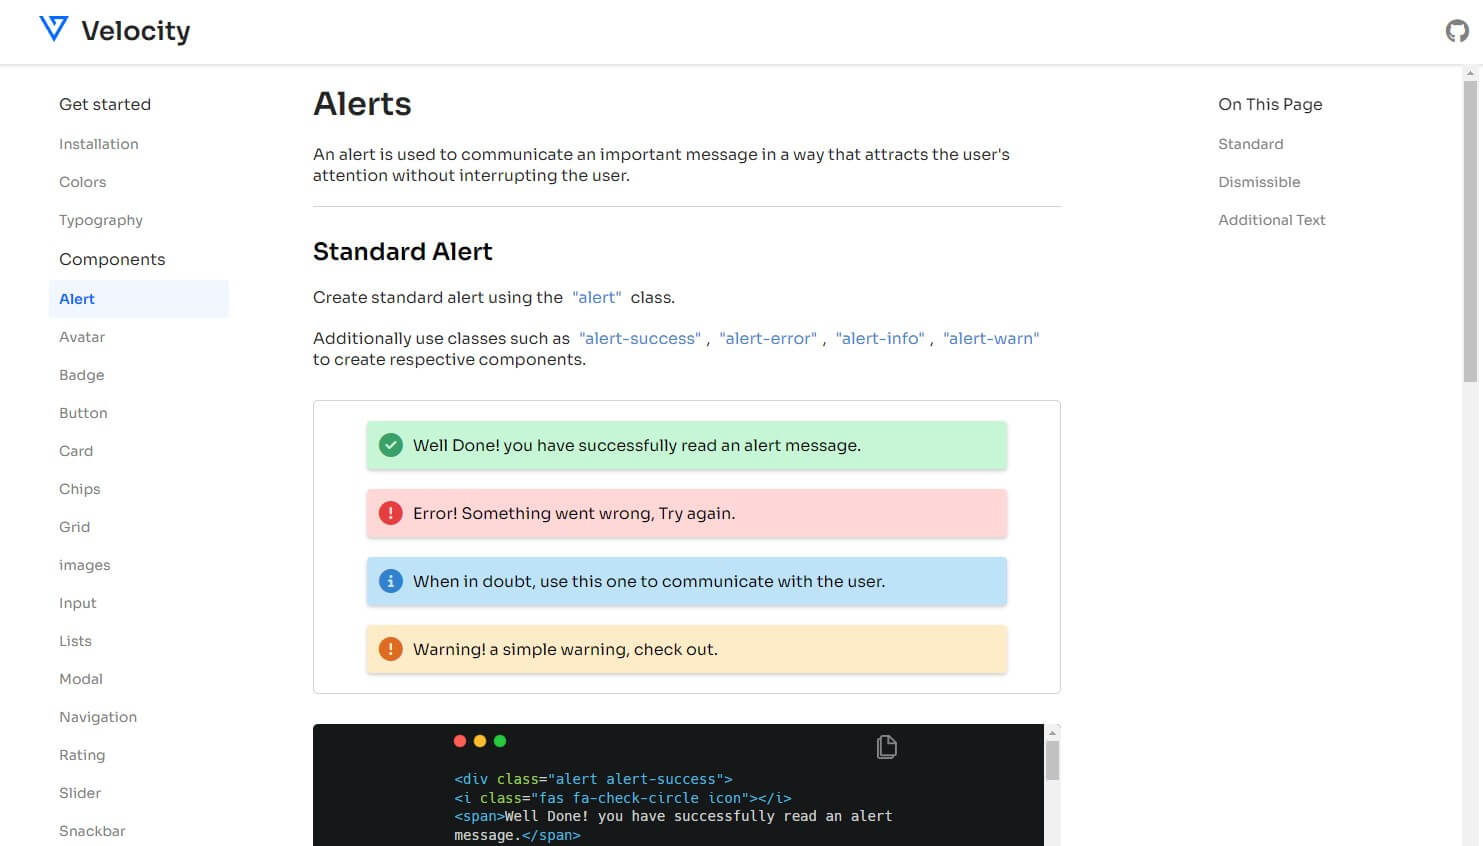 Velocity
Get started
Installation
Colors
Typography
Components
Alert
Avatar
Badge
Button
Card
Chips
Grid
images
Input
Lists
Modal
Navigation
Rating
Slider
Snackbar
Alerts
An alert is used to communicate an important message in a way that attracts the user's
attention without interrupting the user.
Standard Alert
Create standard alert using the "alert" class.
Additionally use classes such as "alert-success" , "alert-error" , "alert-info" , "alert-warn"
to create respective components.
Well Done! you have successfully read an alert message.
Error! Something went wrong, Try again.
When in doubt, use this one to communicate with the user.
Warning! a simple warning, check out.
<div class="alert alert-success">
<i class="fas fa-check-circle icon"></i>
<span>Well Done! you have successfully read an alert
message.</span>
On This Page
Standard
Dismissible
Additional Text